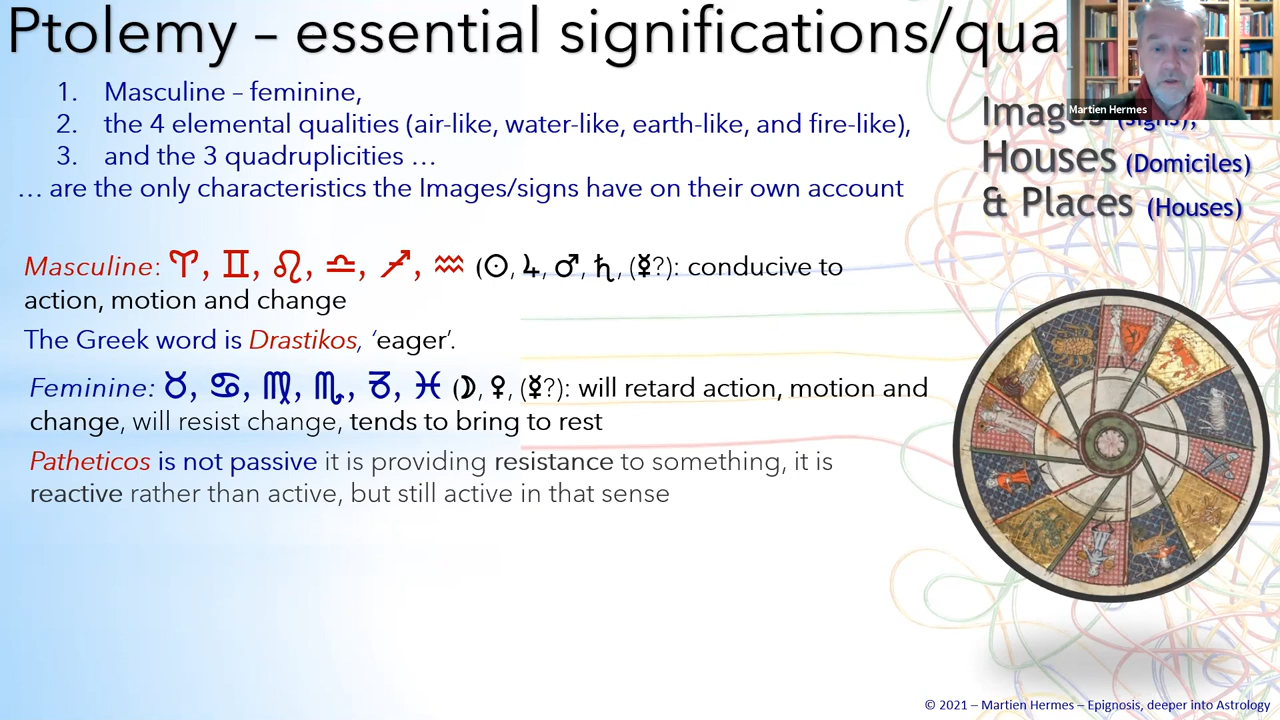 Ptolemy – essential significations/qua
1. Masculine – feminine,
2. the 4 elemental qualities (air-like, water-like, earth-like, and fire-like),
3. and the 3 quadruplicities …
… are the only characteristics the Images/signs have on their own account
Masculine: ♈, ♊, ♌, ♎, ♐, ♒ (☉, ♃, ♂, ♄, (☿?): conducive to
action, motion and change
The Greek word is Drastikos, ‘eager’.
Feminine: ♉, ♋, ♍, ♏, ♑, ♓ (☽, ♀, (☿?): will retard action, motion and
change, will resist change, tends to bring to rest
Patheticos is not passive it is providing resistance to something, it is
reactive rather than active, but still active in that sense
Martien Hermes
Images (signs),
Houses (Domiciles)
& Places (Houses)
© 2021 – Martien Hermes – Epignosis, deeper into Astrology